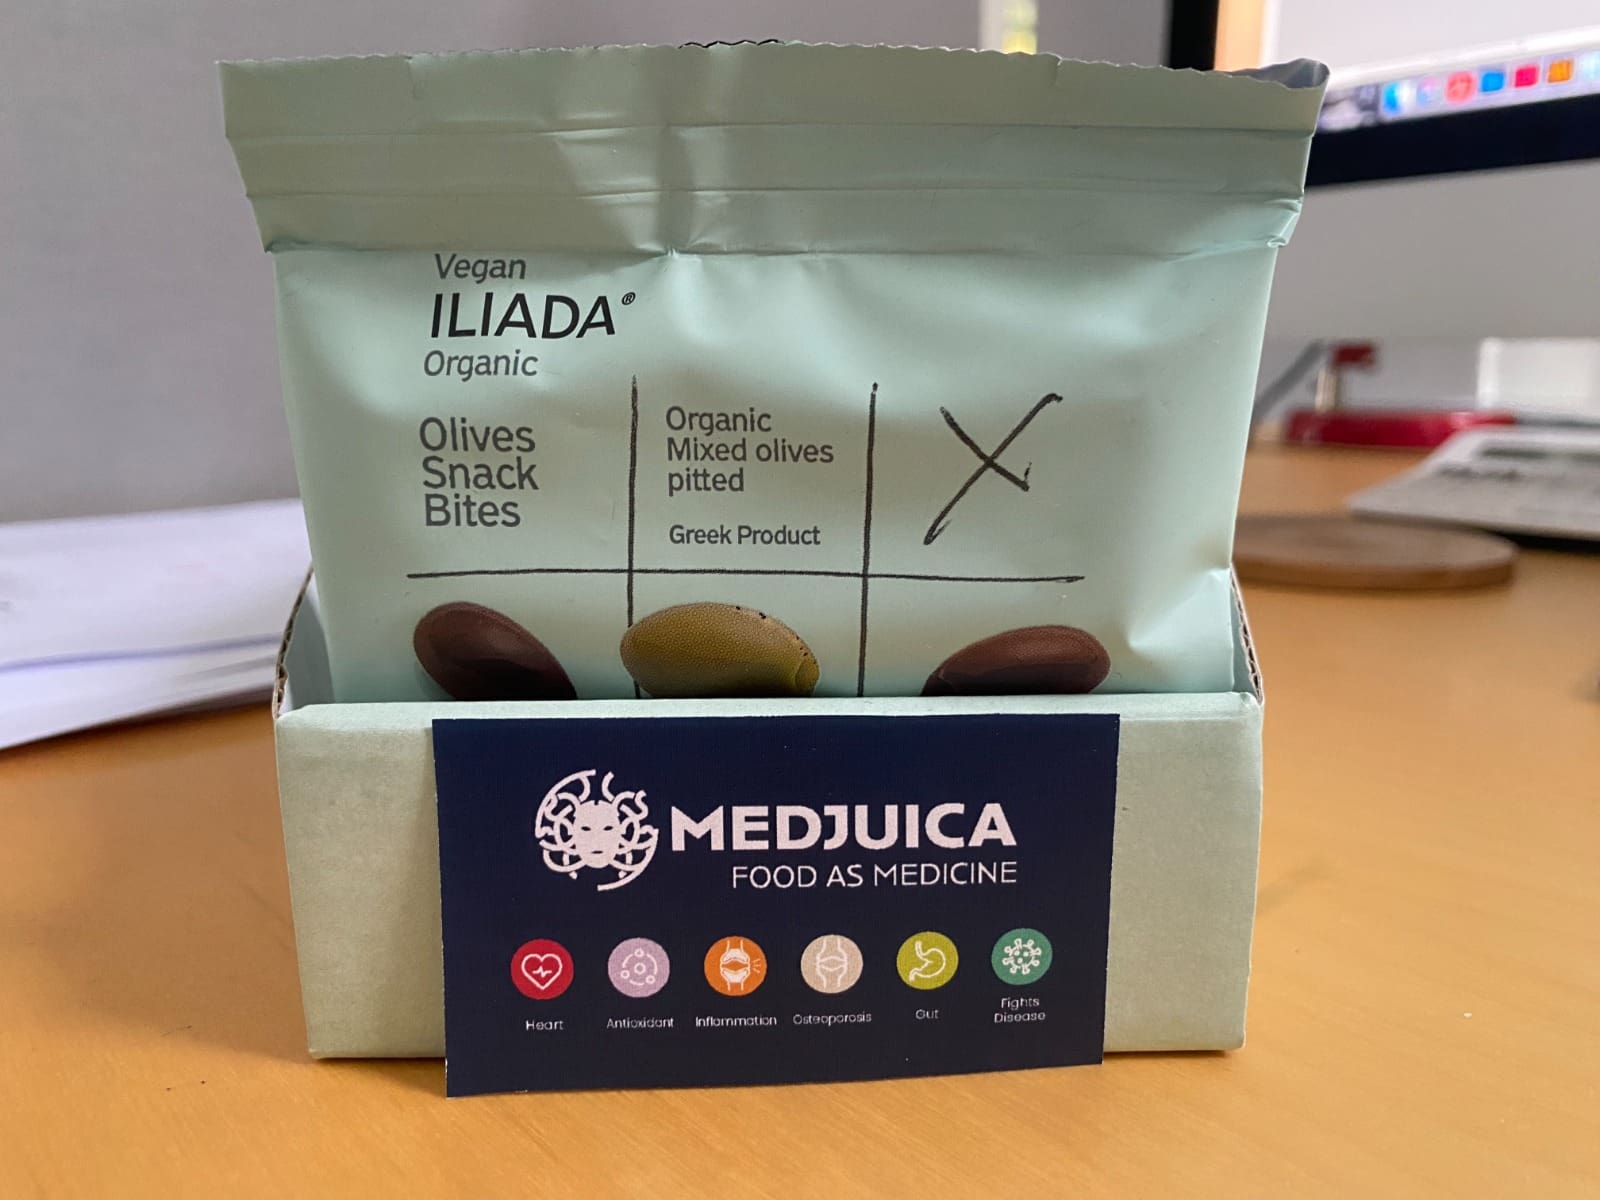 Vegan
ILIADA®
Organic
Olives
Snack
Bites
Organic
Mixed olives
pitted
Greek Product
X
MEDJUICA
FOOD AS MEDICINE
Heart
Antioxidant
Inflammation
Osteoporosis
Gut
Fights
Disease